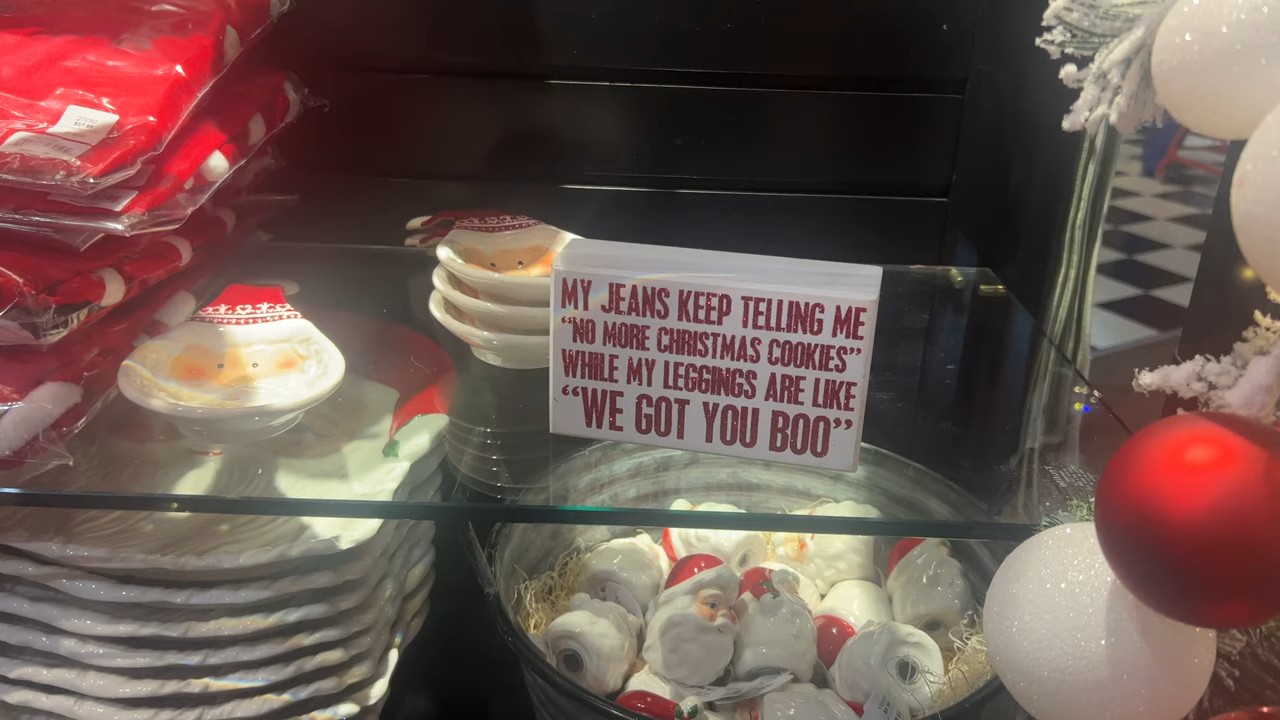 MY JEANS KEEP TELLING ME
“NO MORE CHRISTMAS COOKIES”
WHILE MY LEGGINGS ARE LIKE
“WE GOT YOU BOO”